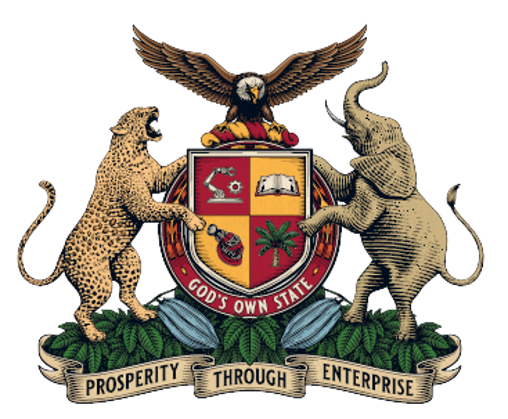 GOD'S OWN STATE
PROSPERITY THROUGH ENTERPRISE